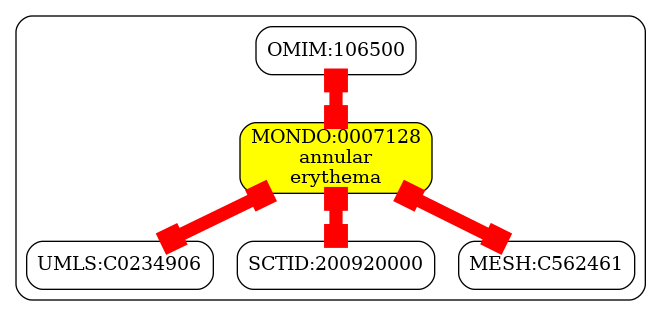 OMIM:106500
MONDO:0007128
annular
erythema
UMLS:C0234906
SCTID:200920000
MESH:C562461